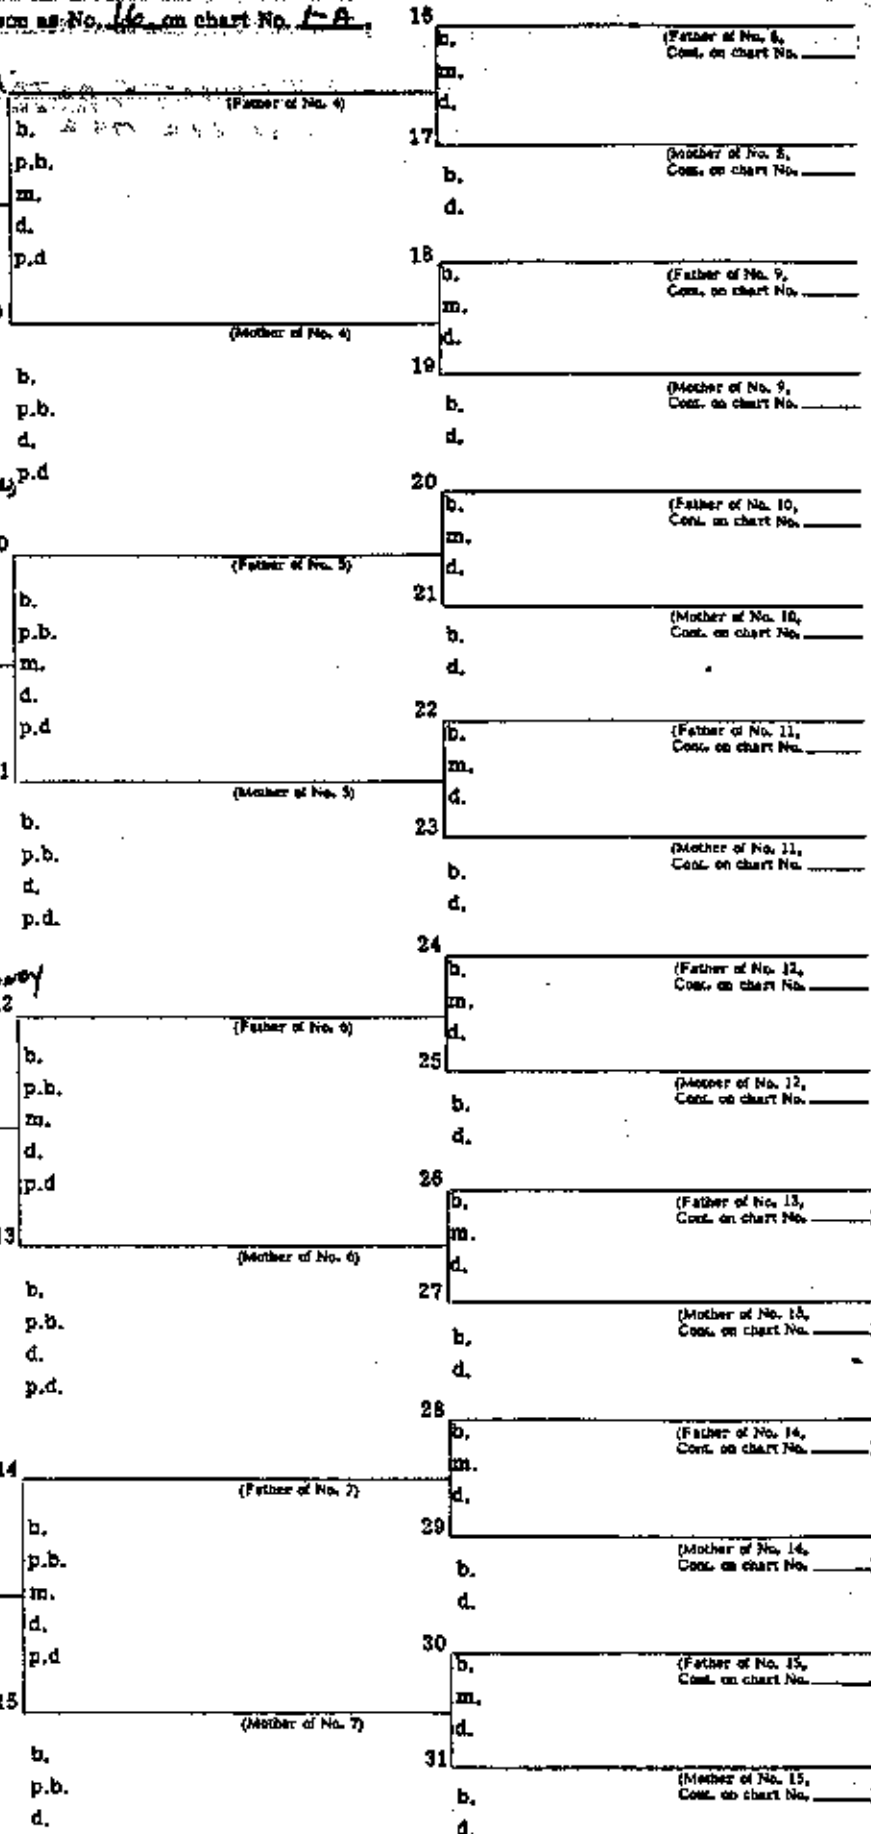 son as No. 16 on chart No. 1-A.
16
b. (Father of No. 8,
m. Cont. on chart No.
d.
(Father of No. 4)
b.
p.b.
m.
d.
p.d
17
(Mother of No. 8,
b. Cont. on chart No.
d.
18
b. (Father of No. 9,
m. Cont. on chart No.
d.
(Mother of No. 4)
b.
p.b.
d.
p.d
19
(Mother of No. 9,
b. Cont. on chart No.
d.
20
b. (Father of No. 10,
m. Cont. on chart No.
d.
0
(Father of No. 5)
b.
p.b.
m.
d.
p.d
21
(Mother of No. 10,
b. Cont. on chart No.
d.
22
b. (Father of No. 11,
m. Cont. on chart No.
d.
1
(Mother of No. 5)
b.
p.b.
d.
p.d.
23
(Mother of No. 11,
b. Cont. on chart No.
d.
24
b. (Father of No. 12,
m. Cont. on chart No.
d.
2
(Father of No. 6)
b.
p.b.
m.
d.
p.d
25
(Mother of No. 12,
b. Cont. on chart No.
d.
26
b. (Father of No. 13,
m. Cont. on chart No.
d.
13
(Mother of No. 6)
b.
p.b.
d.
p.d.
27
(Mother of No. 13,
b. Cont. on chart No.
d.
28
b. (Father of No. 14,
m. Cont. on chart No.
d.
14
(Father of No. 7)
b.
p.b.
m.
d.
p.d
29
(Mother of No. 14,
b. Cont. on chart No.
d.
30
b. (Father of No. 15,
m. Cont. on chart No.
d.
15
(Mother of No. 7)
b.
p.b.
d.
31
(Mother of No. 15,
b. Cont. on chart No.
d.